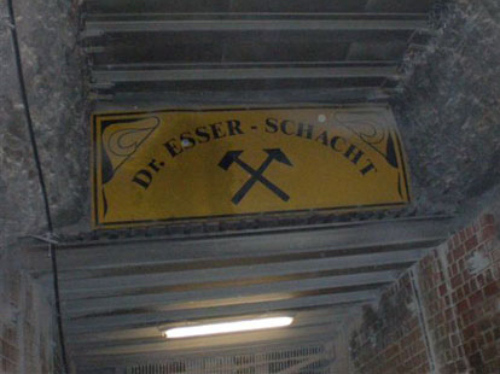 Dr. ESSER - SCHACHT